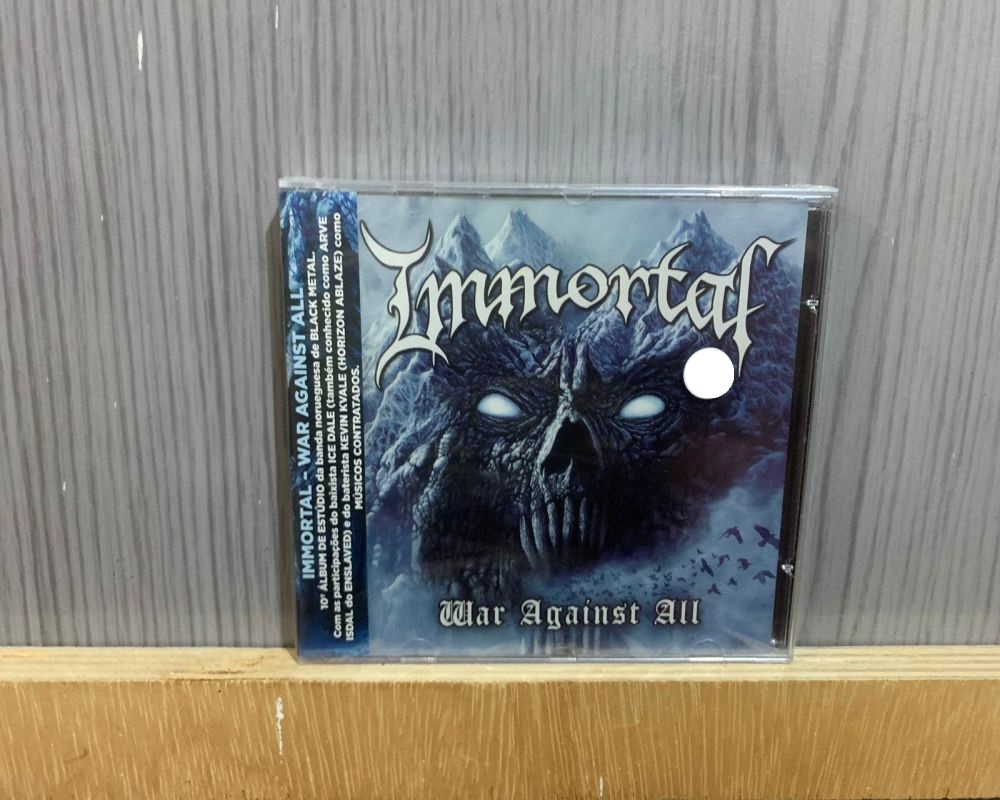 IMMORTAL - WAR AGAINST ALL
10º ÁLBUM DE ESTÚDIO da banda norueguesa de BLACK METAL.
Com as participações do baixista ICE DALE (também conhecido como ARVE
ISDAL do ENSLAVED) e do baterista KEVIN KVALE (HORIZON ABLAZE) como
MÚSICOS CONTRATADOS.
Immortal
War Against All